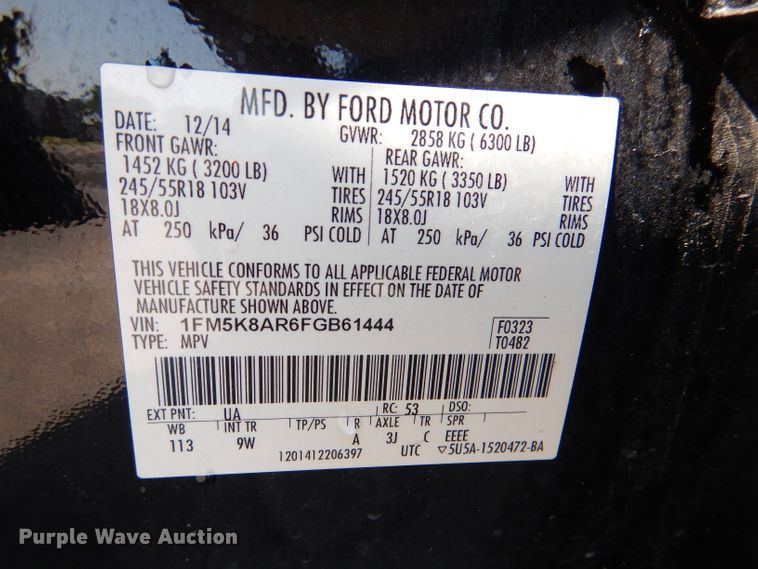 MFD. BY FORD MOTOR CO.
DATE: 12/14 GVWR: 2858 KG ( 6300 LB)
FRONT GAWR: REAR GAWR:
1452 KG ( 3200 LB) WITH 1520 KG ( 3350 LB) WITH
245/55R18 103V TIRES 245/55R18 103V TIRES
18X8.0J RIMS 18X8.0J RIMS
AT 250 kPa/ 36 PSI COLD AT 250 kPa/ 36 PSI COLD
THIS VEHICLE CONFORMS TO ALL APPLICABLE FEDERAL MOTOR
VEHICLE SAFETY STANDARDS IN EFFECT ON THE DATE OF
MANUFACTURE SHOWN ABOVE.
VIN: 1FM5K8AR6FGB61444 F0323
TYPE: MPV T0482
EXT PNT: UA RC: 53 DSO:
WB INT TR TP/PS R AXLE TR SPR
113 9W A 3J C EEEE
1201412206397 UTC ▽5U5A-1520472-BA
Purple Wave Auction